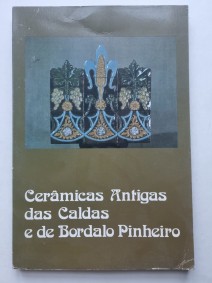 Cerâmicas Antigas
das Caldas
e de Bordalo Pinheiro